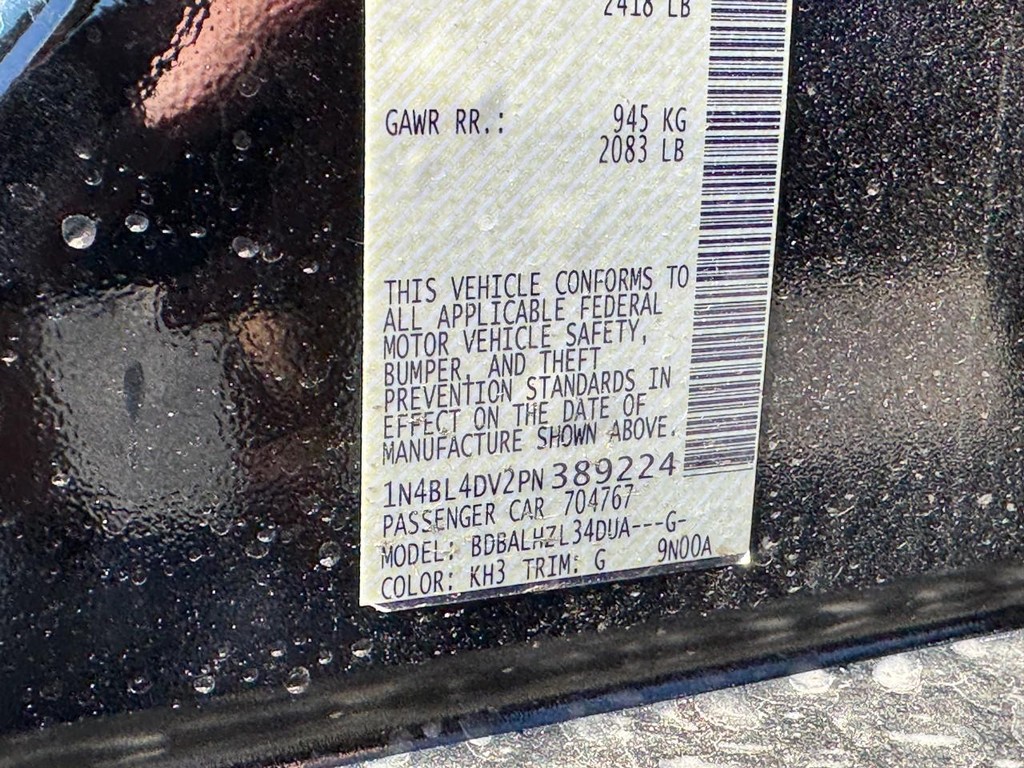 2418 LB
GAWR RR.: 945 KG
2083 LB
THIS VEHICLE CONFORMS TO
ALL APPLICABLE FEDERAL
MOTOR VEHICLE SAFETY,
BUMPER, AND THEFT
PREVENTION STANDARDS IN
EFFECT ON THE DATE OF
MANUFACTURE SHOWN ABOVE.
1N4BL4DV2PN389224
PASSENGER CAR 704767
MODEL: BDBALHZL34DUA---G-
COLOR: KH3 TRIM: G 9N00A